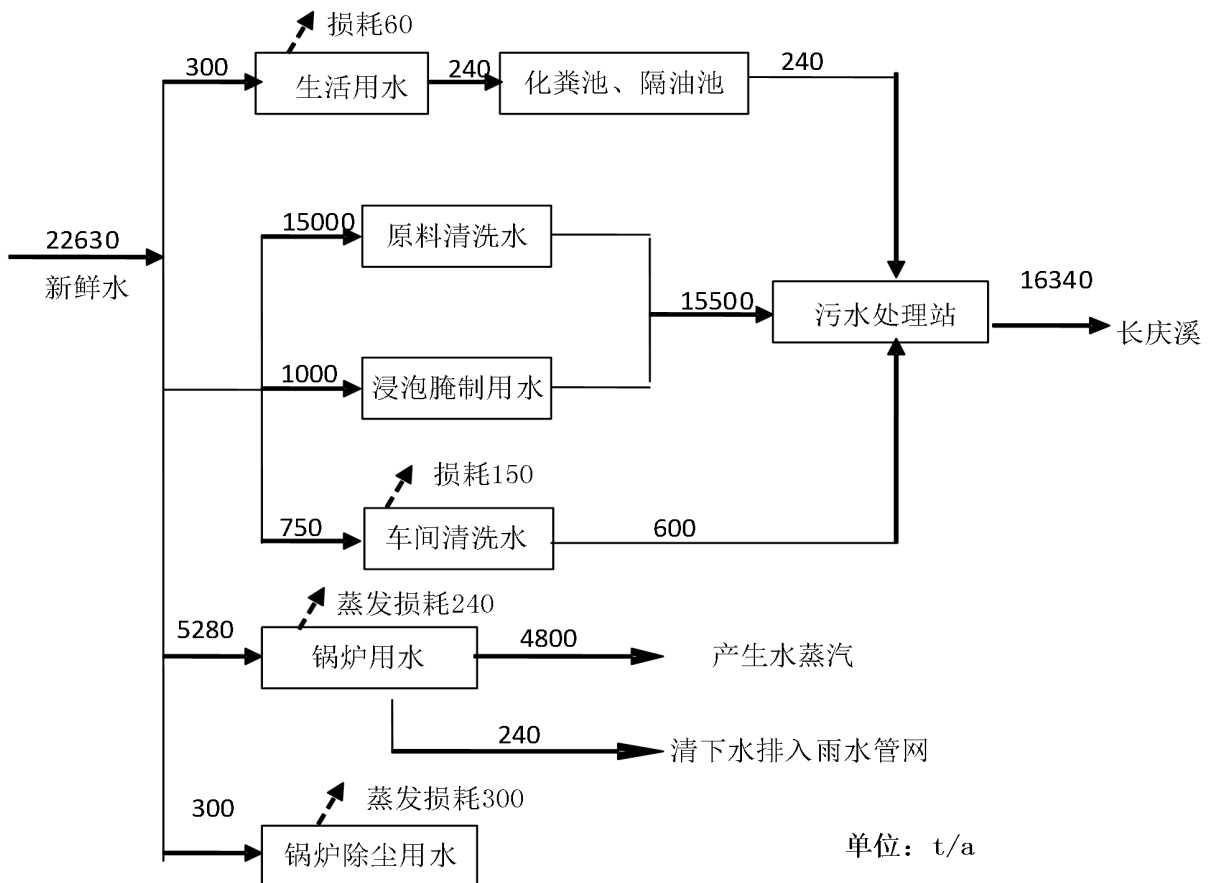 损耗60
300
生活用水
240
化粪池、隔油池
240
22630
新鲜水
15000
原料清洗水
15500
污水处理站
16340
长庆溪
1000
浸泡腌制用水
损耗150
750
车间清洗水
600
蒸发损耗240
5280
锅炉用水
4800
产生水蒸汽
240
清下水排入雨水管网
蒸发损耗300
300
锅炉除尘用水
单位：t/a